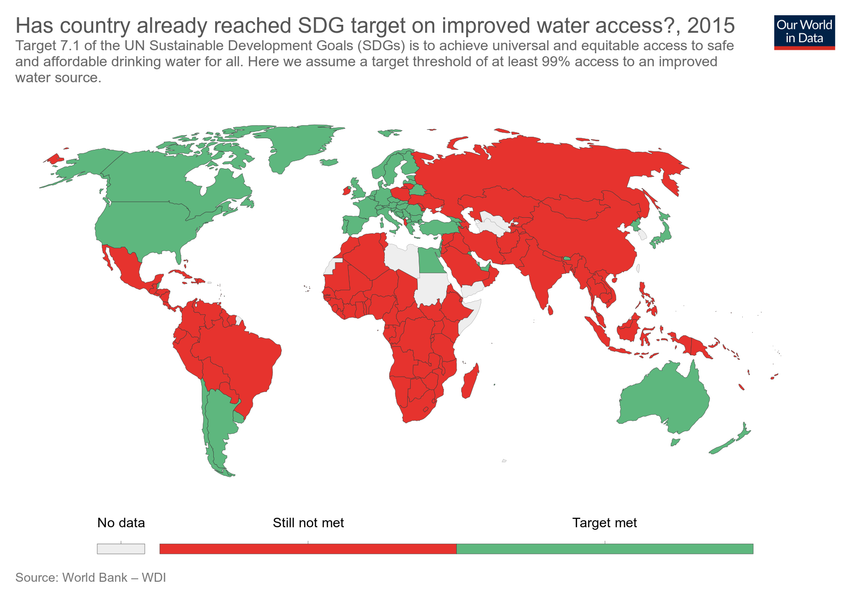 Has country already reached SDG target on improved water access?, 2015
Our World
in Data
Target 7.1 of the UN Sustainable Development Goals (SDGs) is to achieve universal and equitable access to safe
and affordable drinking water for all. Here we assume a target threshold of at least 99% access to an improved
water source.
No data
Still not met
Target met
Source: World Bank – WDI